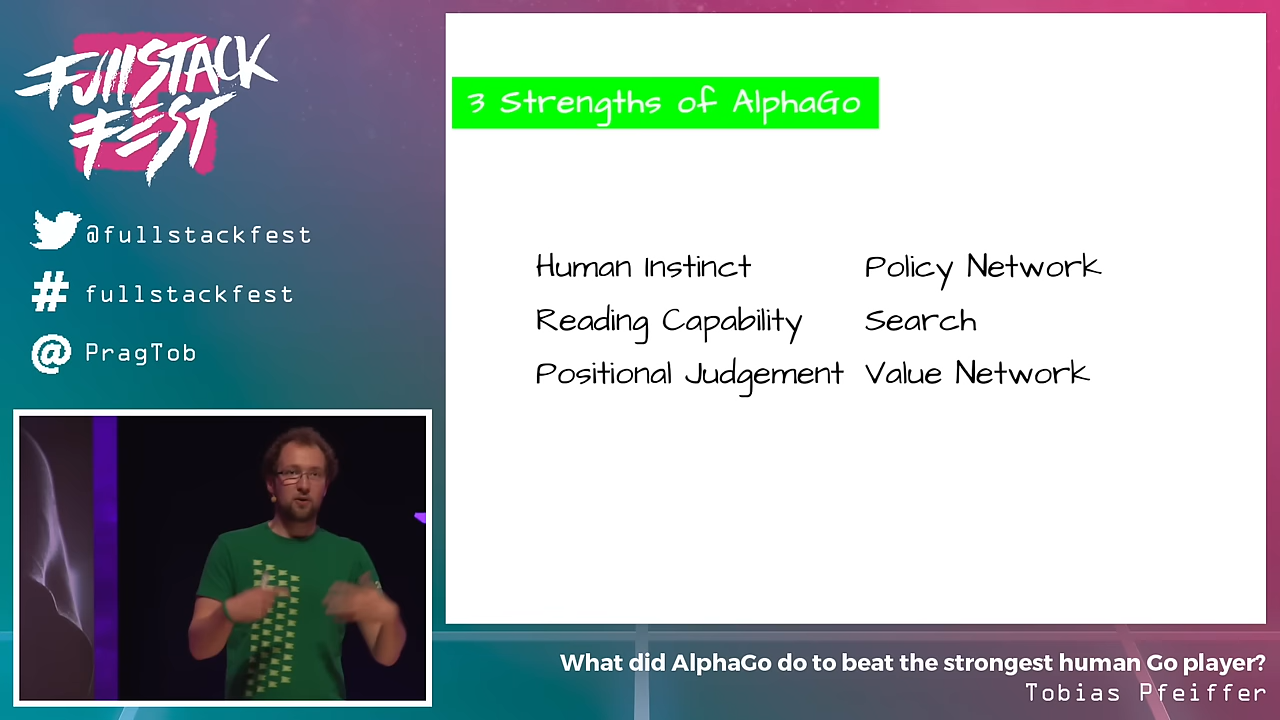 FullSTACK
FEST
@fullstackfest
# fullstackfest
@ PragTob
3 Strengths of AlphaGo
Human Instinct Policy Network
Reading Capability Search
Positional Judgement Value Network
What did AlphaGo do to beat the strongest human Go player?
Tobias Pfeiffer